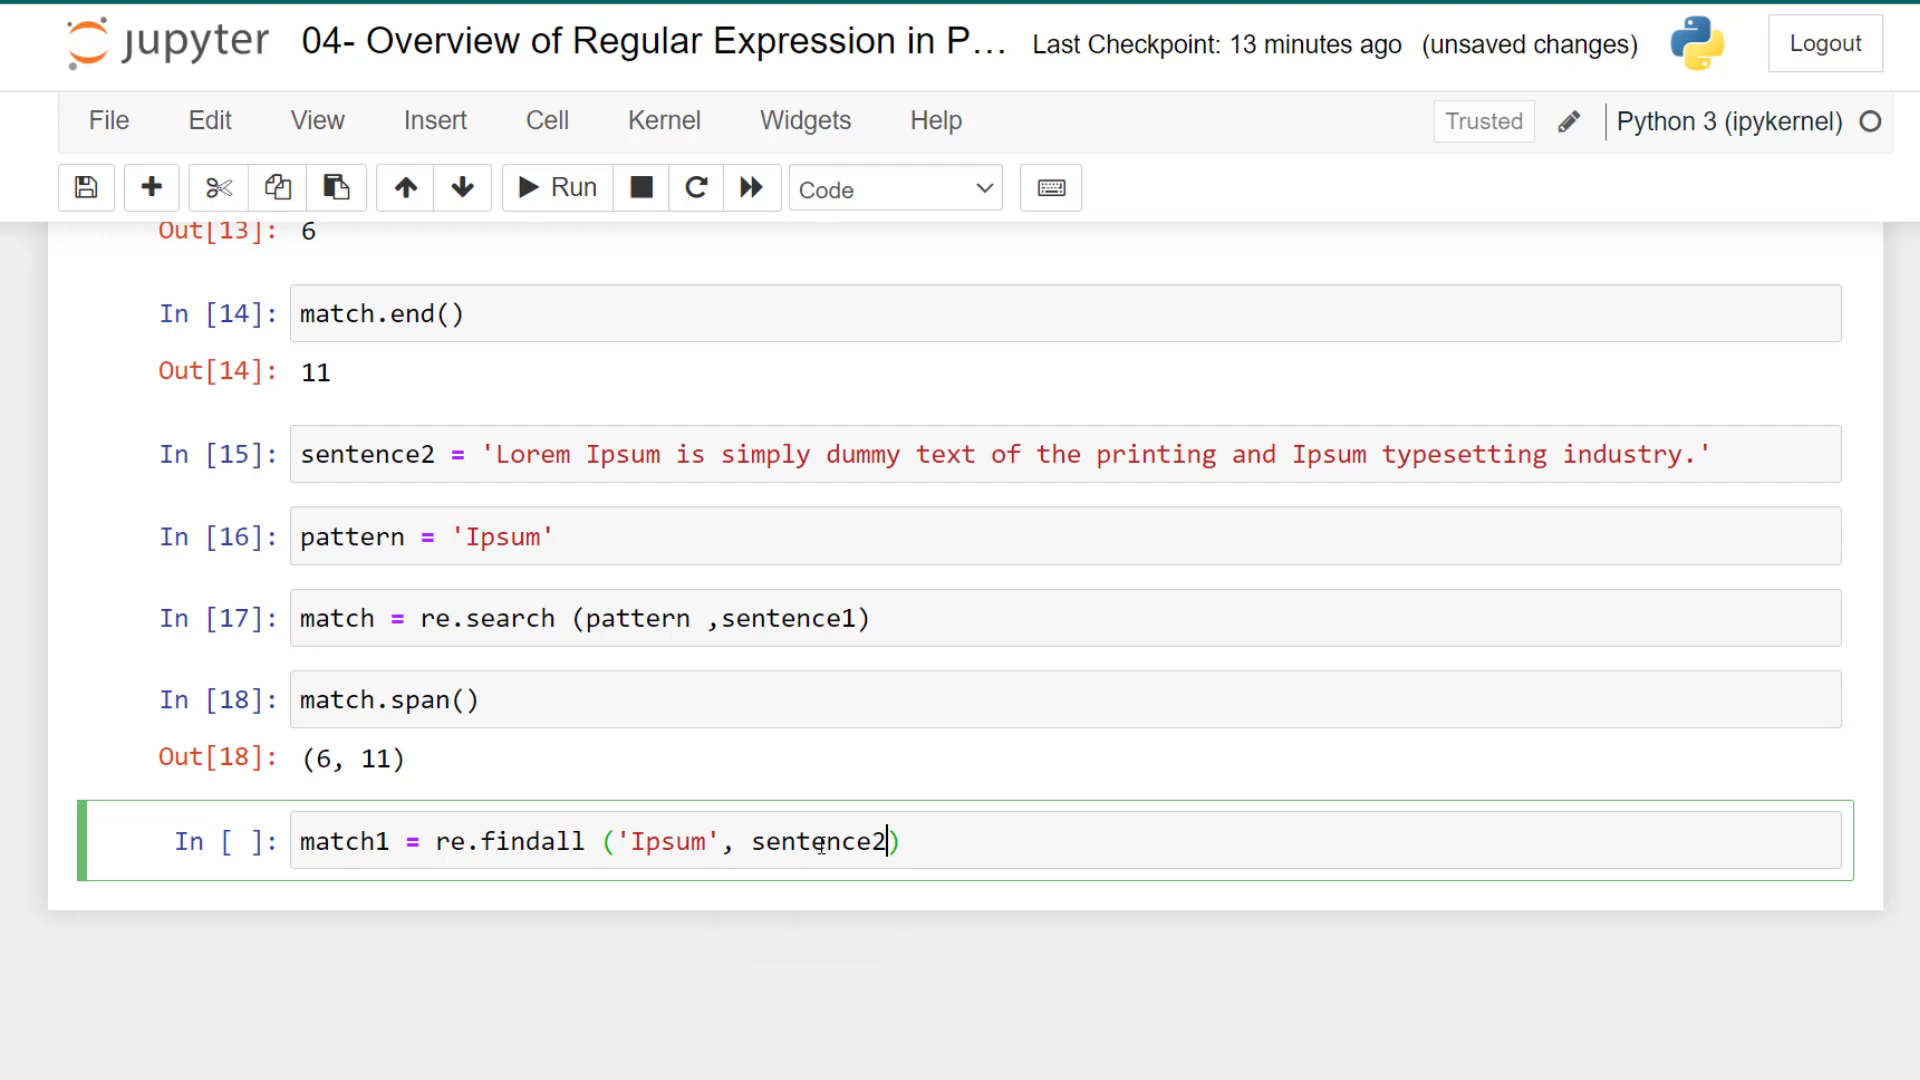 jupyter 04- Overview of Regular Expression in P... Last Checkpoint: 13 minutes ago (unsaved changes) Logout
File Edit View Insert Cell Kernel Widgets Help Trusted Python 3 (ipykernel)
Run Code
Out[13]: 6
In [14]: match.end()
Out[14]: 11
In [15]: sentence2 = 'Lorem Ipsum is simply dummy text of the printing and Ipsum typesetting industry.'
In [16]: pattern = 'Ipsum'
In [17]: match = re.search (pattern ,sentence1)
In [18]: match.span()
Out[18]: (6, 11)
In [ ]: match1 = re.findall ('Ipsum', sentence2)